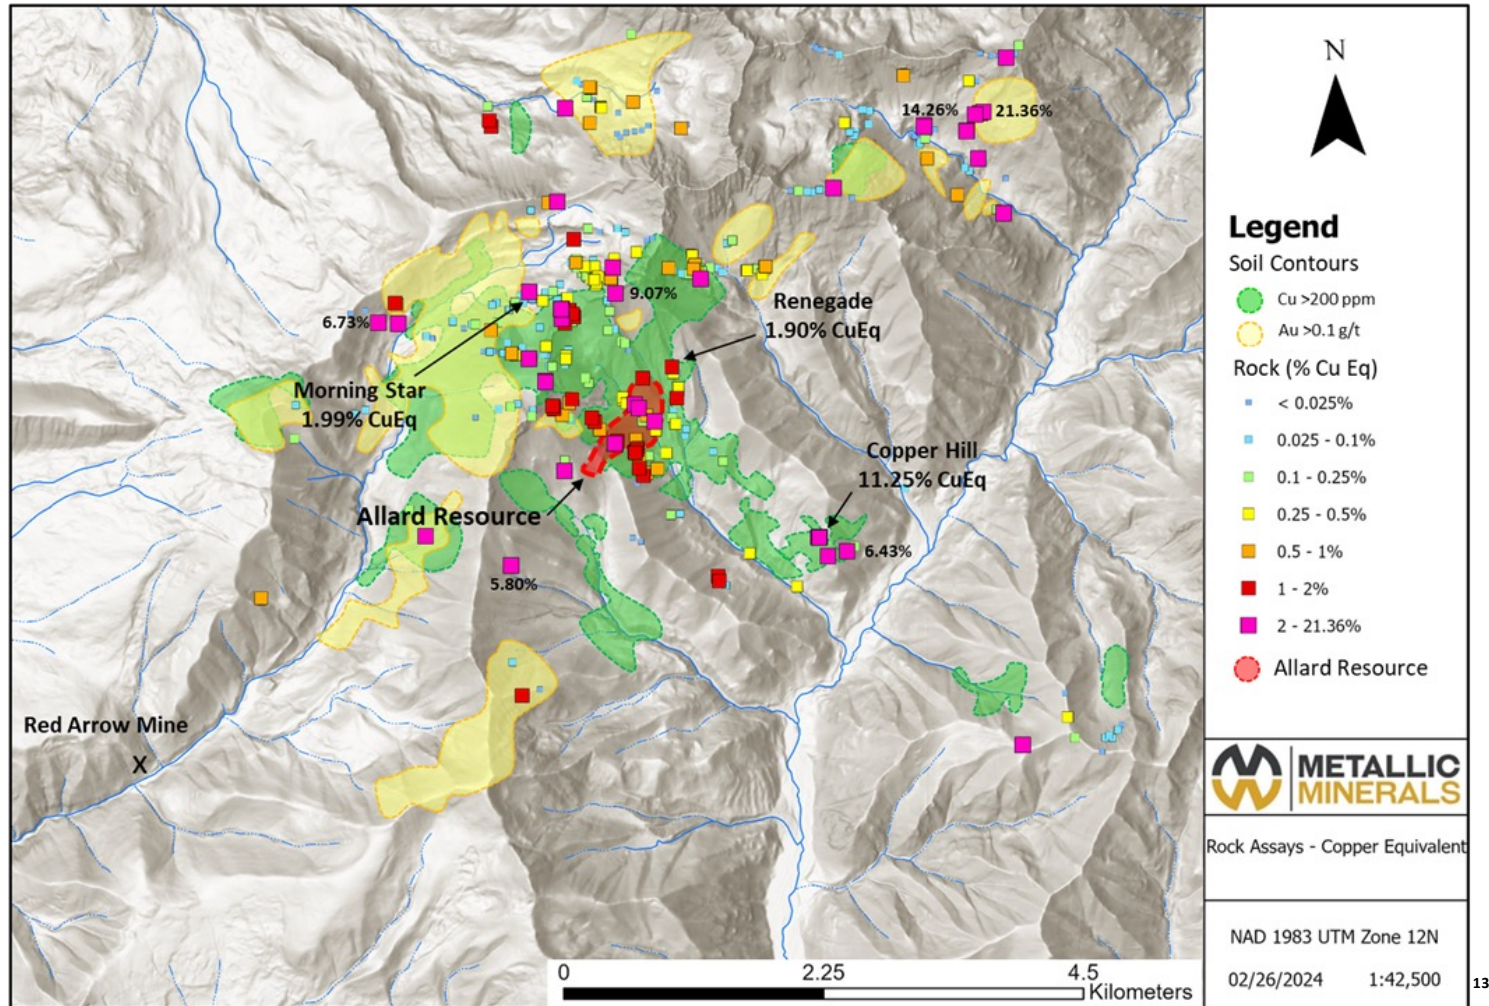 14.26%
21.36%
9.07%
6.73%
Renegade
1.90% CuEq
Morning Star
1.99% CuEq
Copper Hill
11.25% CuEq
Allard Resource
6.43%
5.80%
Red Arrow Mine
X
0 2.25 4.5
Kilometers
N
Legend
Soil Contours
Cu >200 ppm
Au >0.1 g/t
Rock (% Cu Eq)
< 0.025%
0.025 - 0.1%
0.1 - 0.25%
0.25 - 0.5%
0.5 - 1%
1 - 2%
2 - 21.36%
Allard Resource
METALLIC
MINERALS
Rock Assays - Copper Equivalent
NAD 1983 UTM Zone 12N
02/26/2024 1:42,500
13